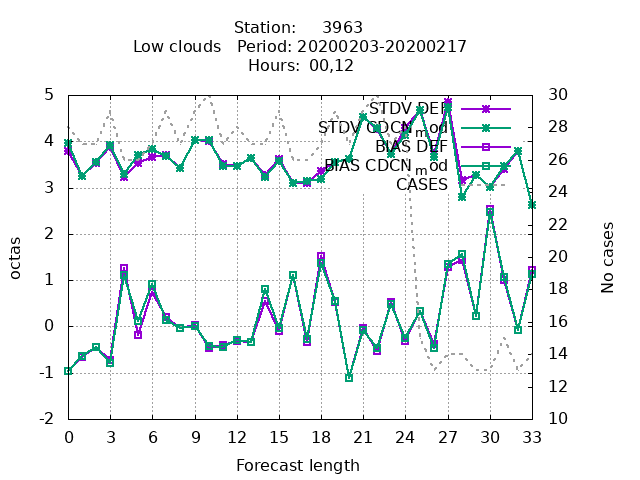 Station: 3963
Low clouds Period: 20200203-20200217
Hours: 00,12
STDV DEF
STDV CDCN_mod
BIAS DEF
BIAS CDCN_mod
CASES
5
4
3
2
1
0
-1
-2
30
28
26
24
22
20
18
16
14
12
10
octas
No cases
0 3 6 9 12 15 18 21 24 27 30 33
Forecast length